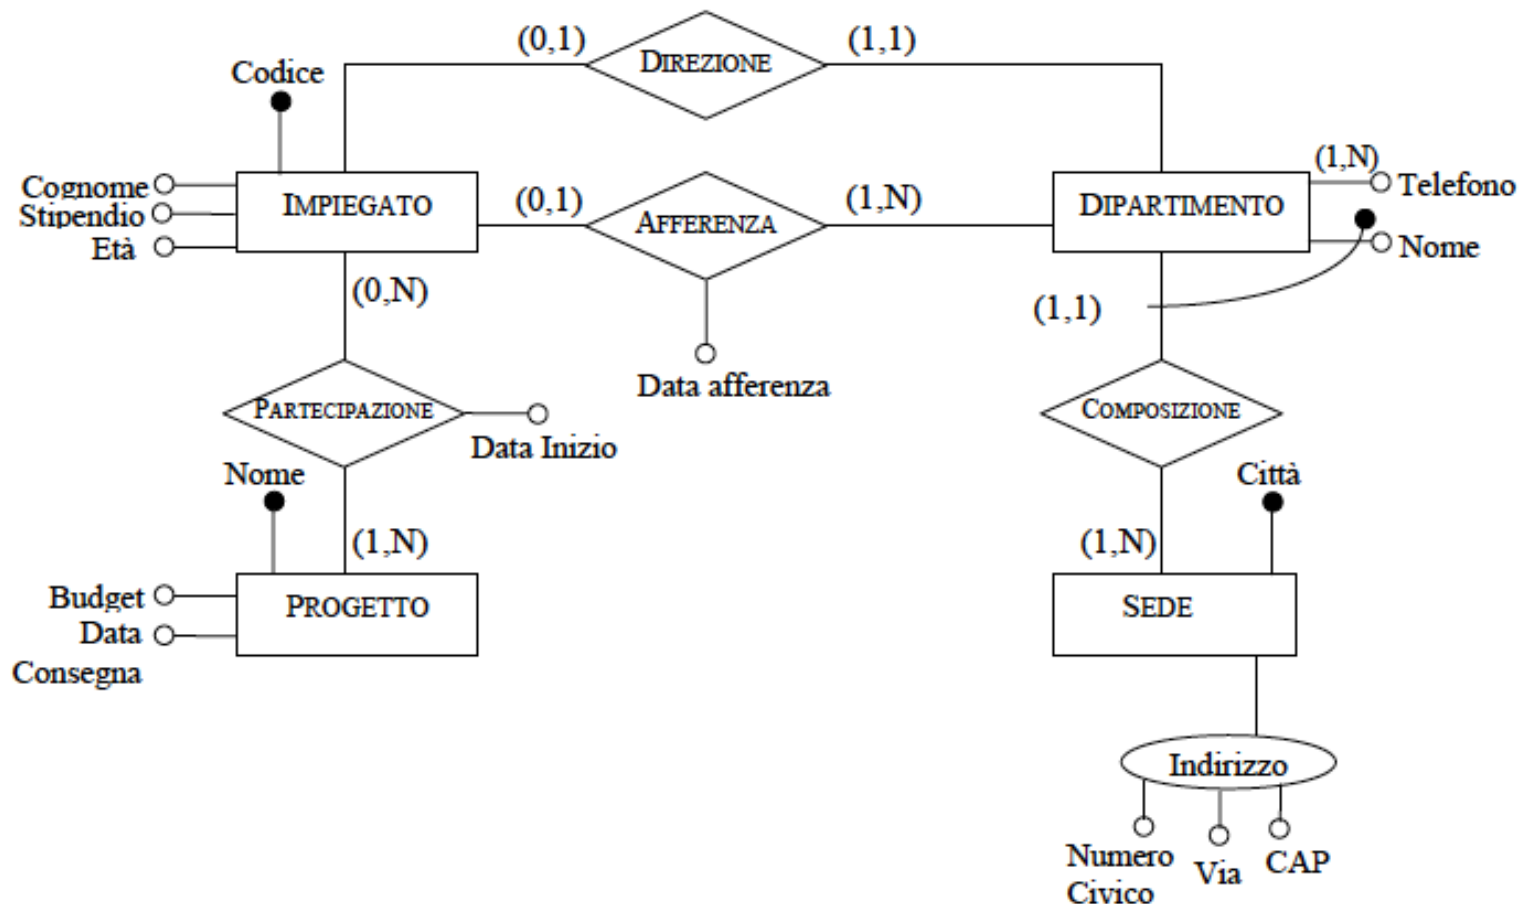 (0,1)
DIREZIONE
(1,1)
Codice
Cognome
Stipendio
Età
IMPIEGATO
(0,1)
AFFERENZA
(1,N)
DIPARTIMENTO
(1,N)
Telefono
Nome
(0,N)
(1,1)
Data afferenza
PARTECIPAZIONE
Data Inizio
COMPOSIZIONE
Nome
Città
(1,N)
(1,N)
Budget
Data
Consegna
PROGETTO
SEDE
Indirizzo
Numero
Civico
Via
CAP